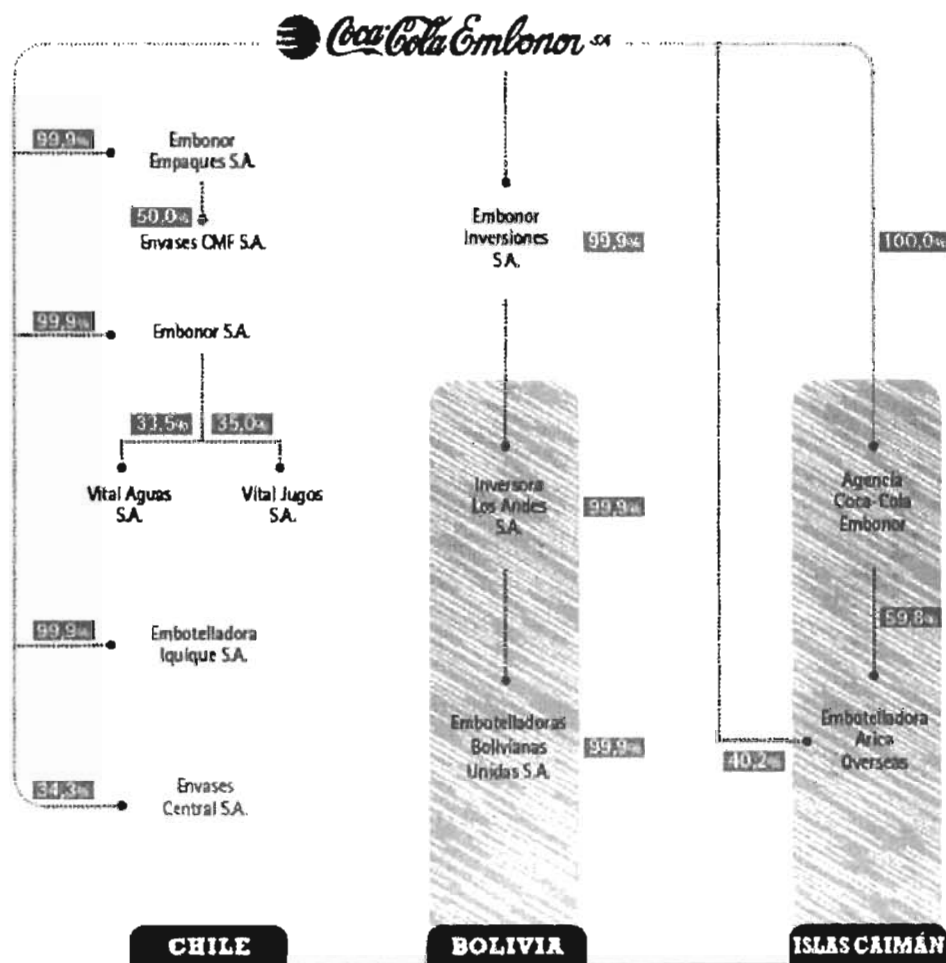 Coca-Cola Embonor S.A.
99,9%
Embonor
Empaques S.A.
50,0%
Envases CMF S.A.
99,9%
Embonor S.A.
33,5%
35,0%
Vital Aguas
S.A.
Vital Jugos
S.A.
99,9%
Embotelladora
Iquique S.A.
34,3%
Envases
Central S.A.
CHILE
Embonor
Inversiones
S.A.
99,9%
Inversora
Los Andes
S.A.
99,9%
Embotelladoras
Bolivianas
Unidas S.A.
99,9%
BOLIVIA
100,0%
Agencia
Coca-Cola
Embonor
59,8%
Embotelladora
Arica
Overseas
40,2%
ISLAS CAIMÁN